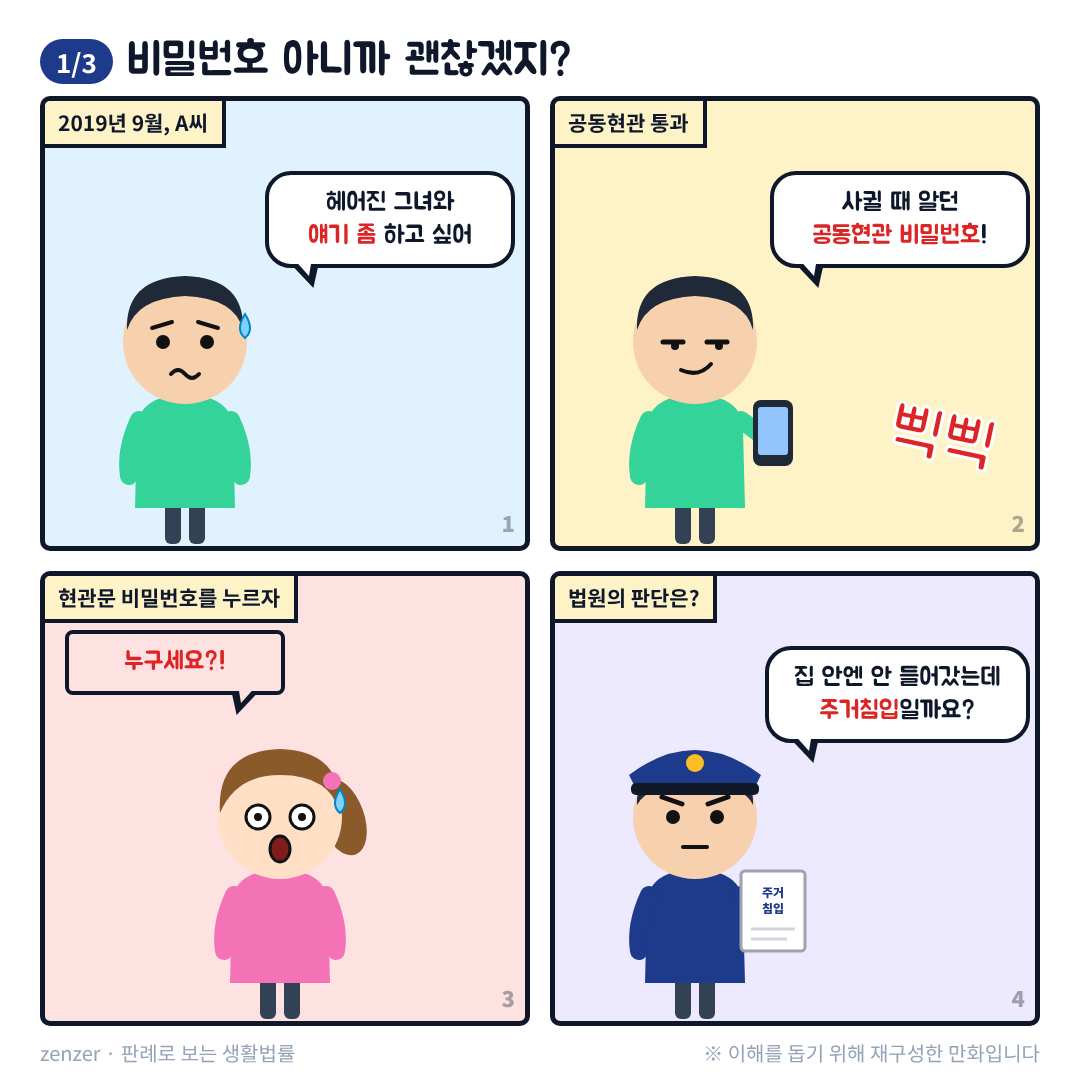 1/3 비밀번호 아니까 괜찮겠지?
2019년 9월, A씨
헤어진 그녀와
얘기 좀 하고 싶어
1
공동현관 통과
사귈 때 알던
공동현관 비밀번호!
삑삑
2
현관문 비밀번호를 누르자
누구세요?!
3
법원의 판단은?
집 안엔 안 들어갔는데
주거침입일까요?
주거
침입
4
zenzer · 판례로 보는 생활법률
※ 이해를 돕기 위해 재구성한 만화입니다